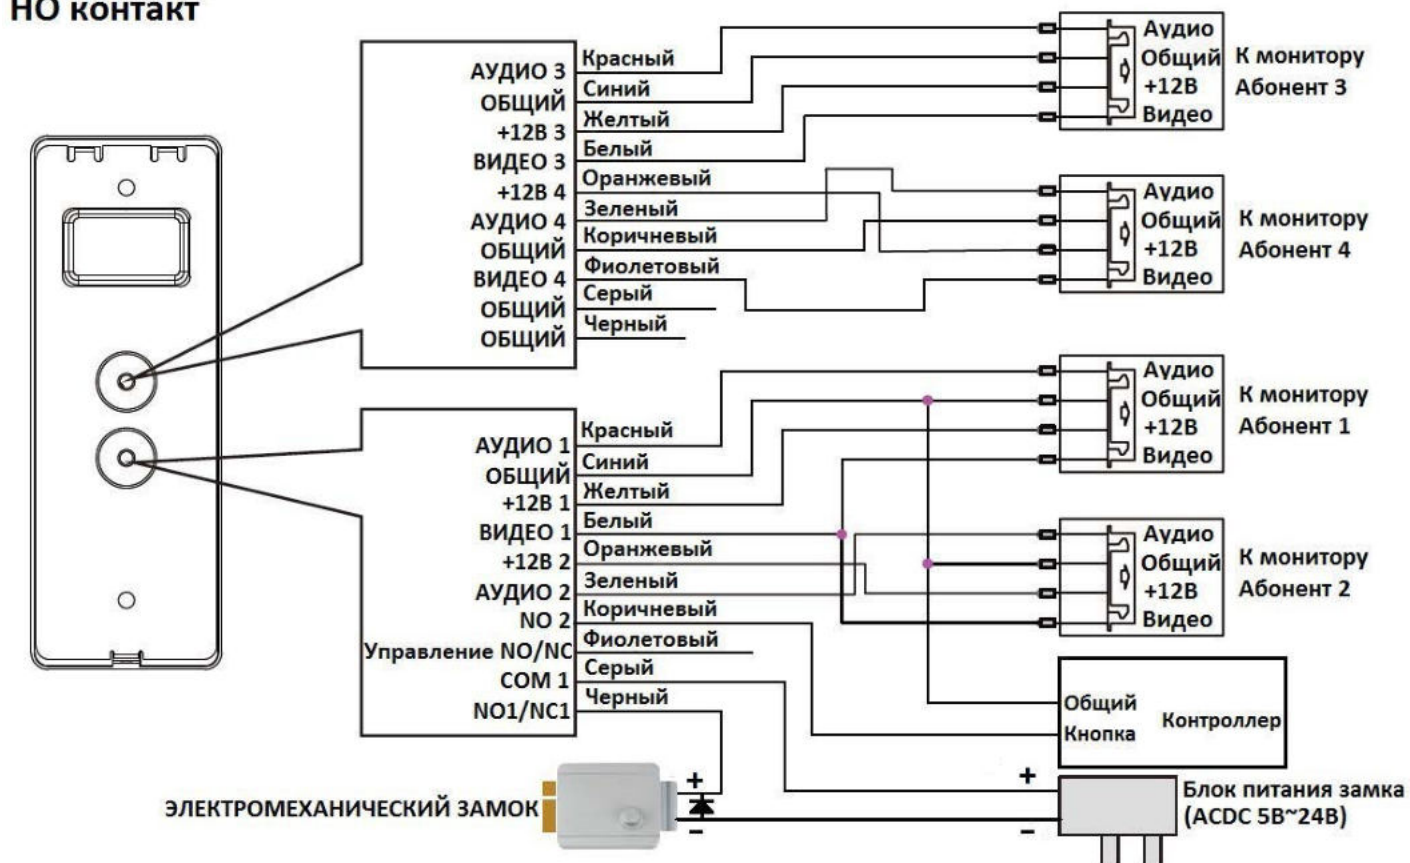 НО контакт
АУДИО 3
ОБЩИЙ
+12В 3
ВИДЕО 3
+12В 4
АУДИО 4
ОБЩИЙ
ВИДЕО 4
ОБЩИЙ
ОБЩИЙ
Красный
Синий
Желтый
Белый
Оранжевый
Зеленый
Коричневый
Фиолетовый
Серый
Черный
Аудио
Общий
+12В
Видео
К монитору
Абонент 3
Аудио
Общий
+12В
Видео
К монитору
Абонент 4
АУДИО 1
ОБЩИЙ
+12В 1
ВИДЕО 1
+12В 2
АУДИО 2
NO 2
Управление NO/NC
COM 1
NO1/NC1
Красный
Синий
Желтый
Белый
Оранжевый
Зеленый
Коричневый
Фиолетовый
Серый
Черный
Аудио
Общий
+12В
Видео
К монитору
Абонент 1
Аудио
Общий
+12В
Видео
К монитору
Абонент 2
Общий
Кнопка
Контроллер
ЭЛЕКТРОМЕХАНИЧЕСКИЙ ЗАМОК
+
−
+
−
Блок питания замка
(ACDC 5В~24В)